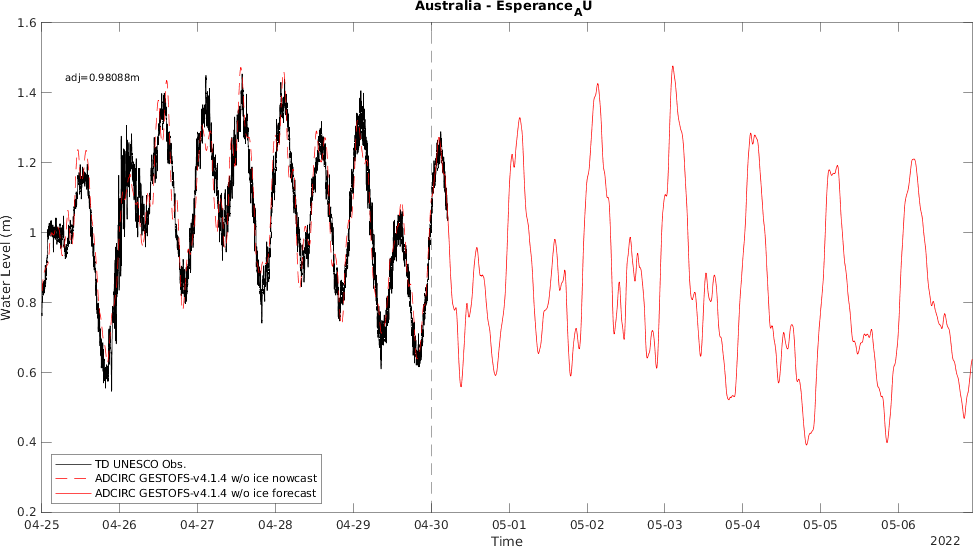 Australia - Esperance_AU
1.6
adj=0.98088m
1.4
1.2
1
0.8
0.6
0.4
0.2
Water Level (m)
TD UNESCO Obs.
ADCIRC GESTOFS-v4.1.4 w/o ice nowcast
ADCIRC GESTOFS-v4.1.4 w/o ice forecast
04-25 04-26 04-27 04-28 04-29 04-30 05-01 05-02 05-03 05-04 05-05 05-06
Time
2022